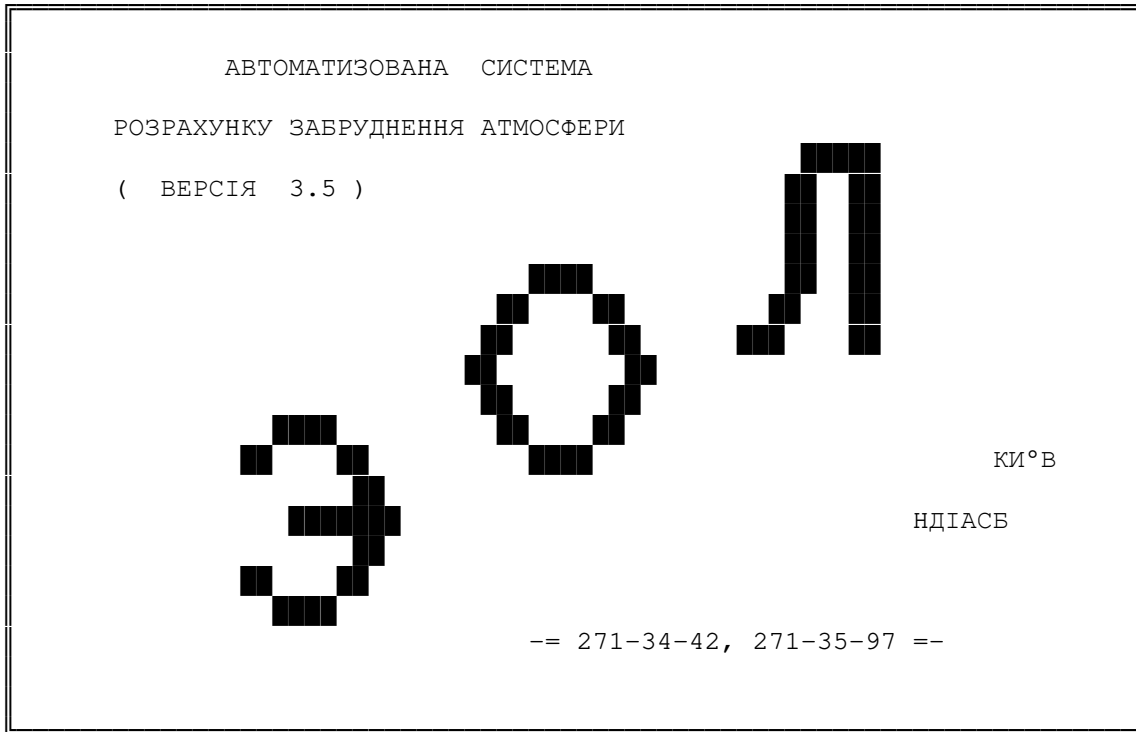 АВТОМАТИЗОВАНА СИСТЕМА
РОЗРАХУНКУ ЗАБРУДНЕННЯ АТМОСФЕРИ
( ВЕРСІЯ 3.5 )
ЭОЛ
КИ°В
НДІАСБ
-= 271-34-42, 271-35-97 =-